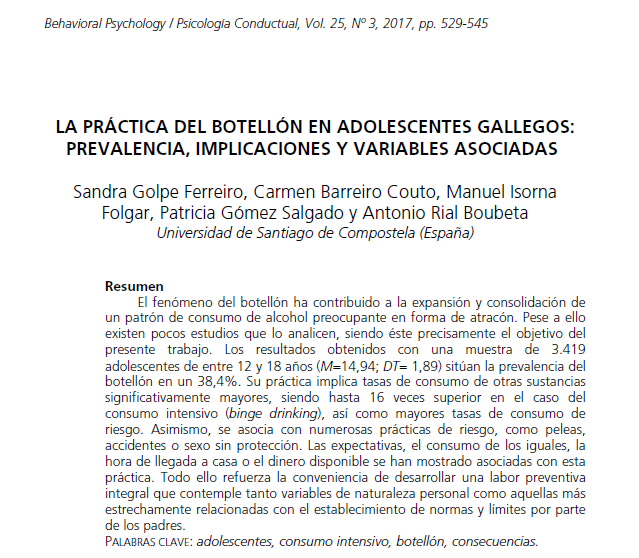 Behavioral Psychology / Psicología Conductual, Vol. 25, Nº 3, 2017, pp. 529-545
LA PRÁCTICA DEL BOTELLÓN EN ADOLESCENTES GALLEGOS:
PREVALENCIA, IMPLICACIONES Y VARIABLES ASOCIADAS
Sandra Golpe Ferreiro, Carmen Barreiro Couto, Manuel Isorna
Folgar, Patricia Gómez Salgado y Antonio Rial Boubeta
Universidad de Santiago de Compostela (España)
Resumen
El fenómeno del botellón ha contribuido a la expansión y consolidación de
un patrón de consumo de alcohol preocupante en forma de atracón. Pese a ello
existen pocos estudios que lo analicen, siendo éste precisamente el objetivo del
presente trabajo. Los resultados obtenidos con una muestra de 3.419
adolescentes de entre 12 y 18 años (M=14,94; DT= 1,89) sitúan la prevalencia del
botellón en un 38,4%. Su práctica implica tasas de consumo de otras sustancias
significativamente mayores, siendo hasta 16 veces superior en el caso del
consumo intensivo (binge drinking), así como mayores tasas de consumo de
riesgo. Asimismo, se asocia con numerosas prácticas de riesgo, como peleas,
accidentes o sexo sin protección. Las expectativas, el consumo de los iguales, la
hora de llegada a casa o el dinero disponible se han mostrado asociadas con esta
práctica. Todo ello refuerza la conveniencia de desarrollar una labor preventiva
integral que contemple tanto variables de naturaleza personal como aquellas más
estrechamente relacionadas con el establecimiento de normas y límites por parte
de los padres.
PALABRAS CLAVE: adolescentes, consumo intensivo, botellón, consecuencias.